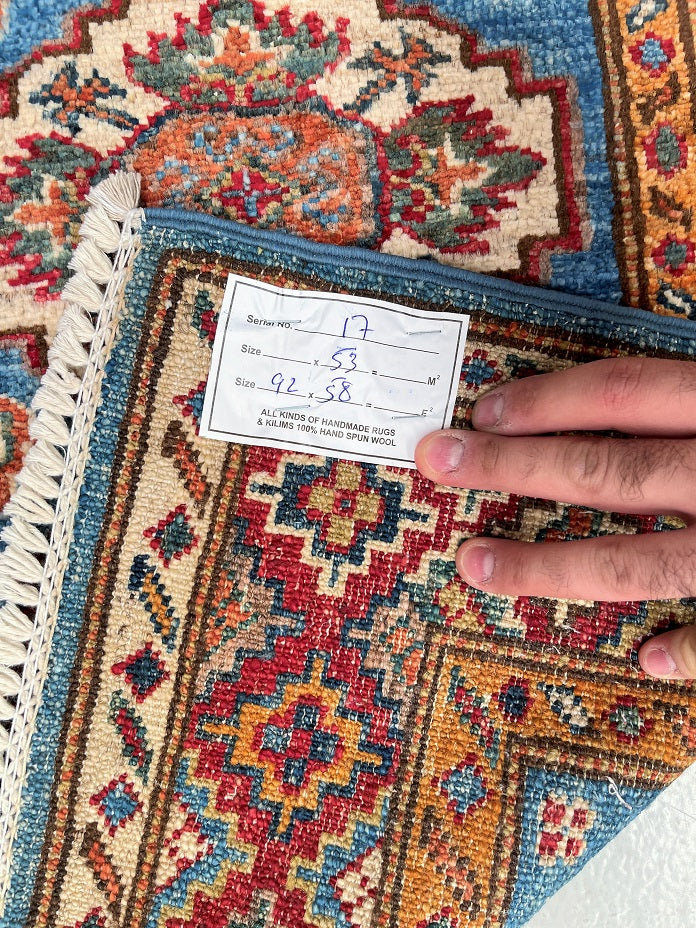 Serial No. 17
Size x 53 = M²
Size 92 x 58 = F²
ALL KINDS OF HANDMADE RUGS
& KILIMS 100% HAND SPUN WOOL